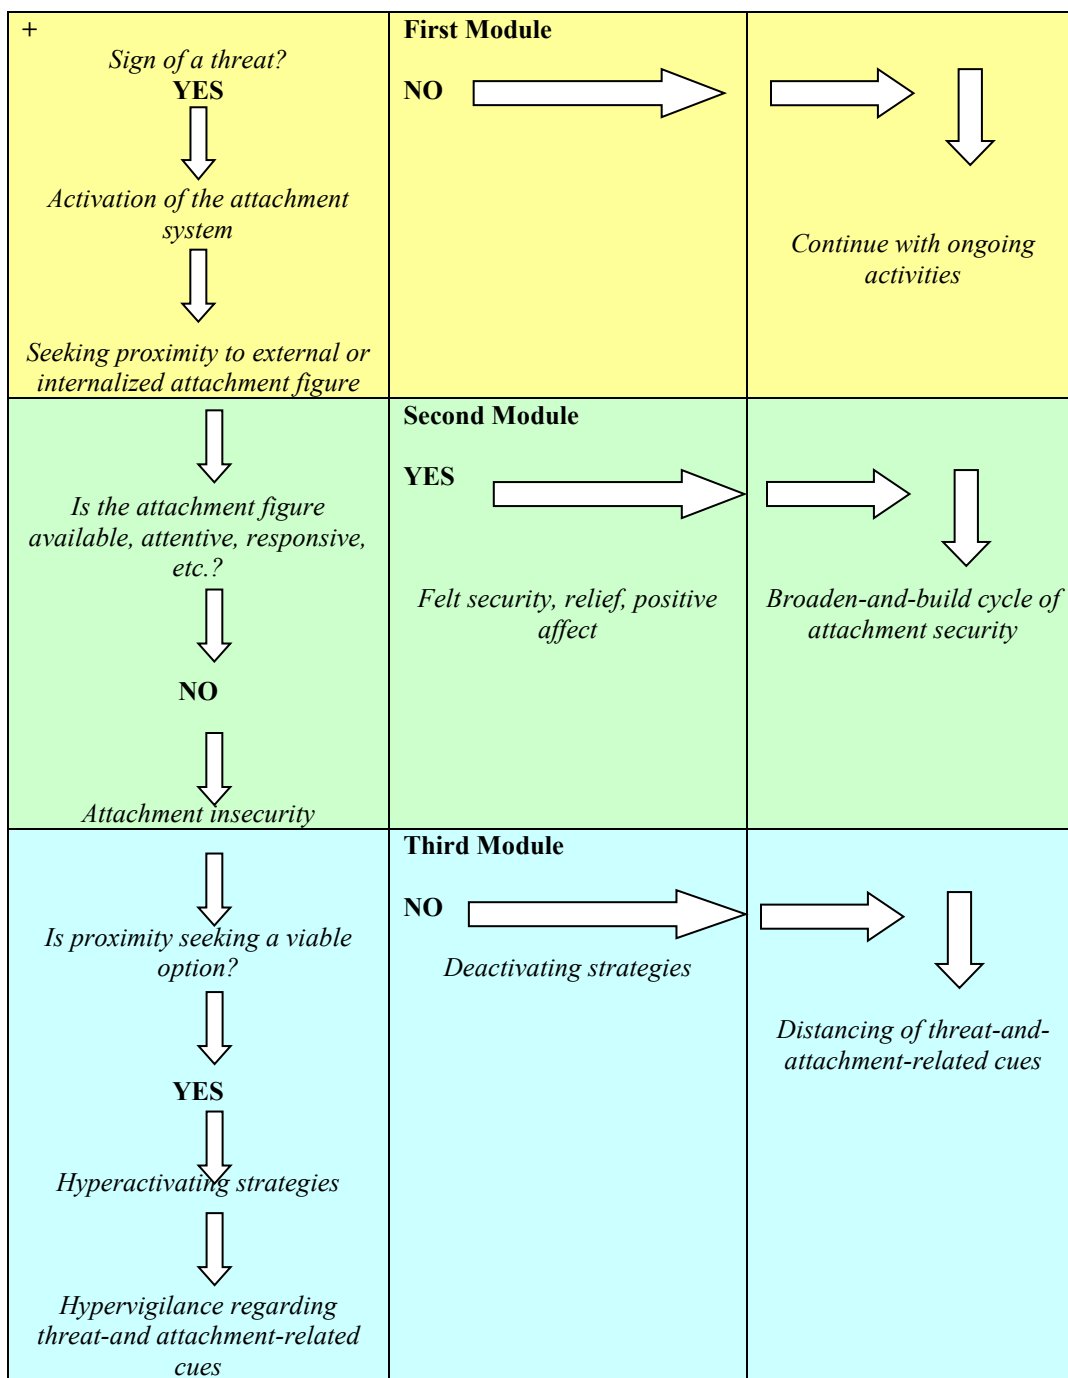 +
Sign of a threat?
YES
Activation of the attachment
system
Seeking proximity to external or
internalized attachment figure
First Module
NO
Continue with ongoing
activities
Is the attachment figure
available, attentive, responsive,
etc.?
NO
Attachment insecurity
Second Module
YES
Felt security, relief, positive
affect
Broaden-and-build cycle of
attachment security
Is proximity seeking a viable
option?
YES
Hyperactivating strategies
Hypervigilance regarding
threat-and attachment-related
cues
Third Module
NO
Deactivating strategies
Distancing of threat-and-
attachment-related cues